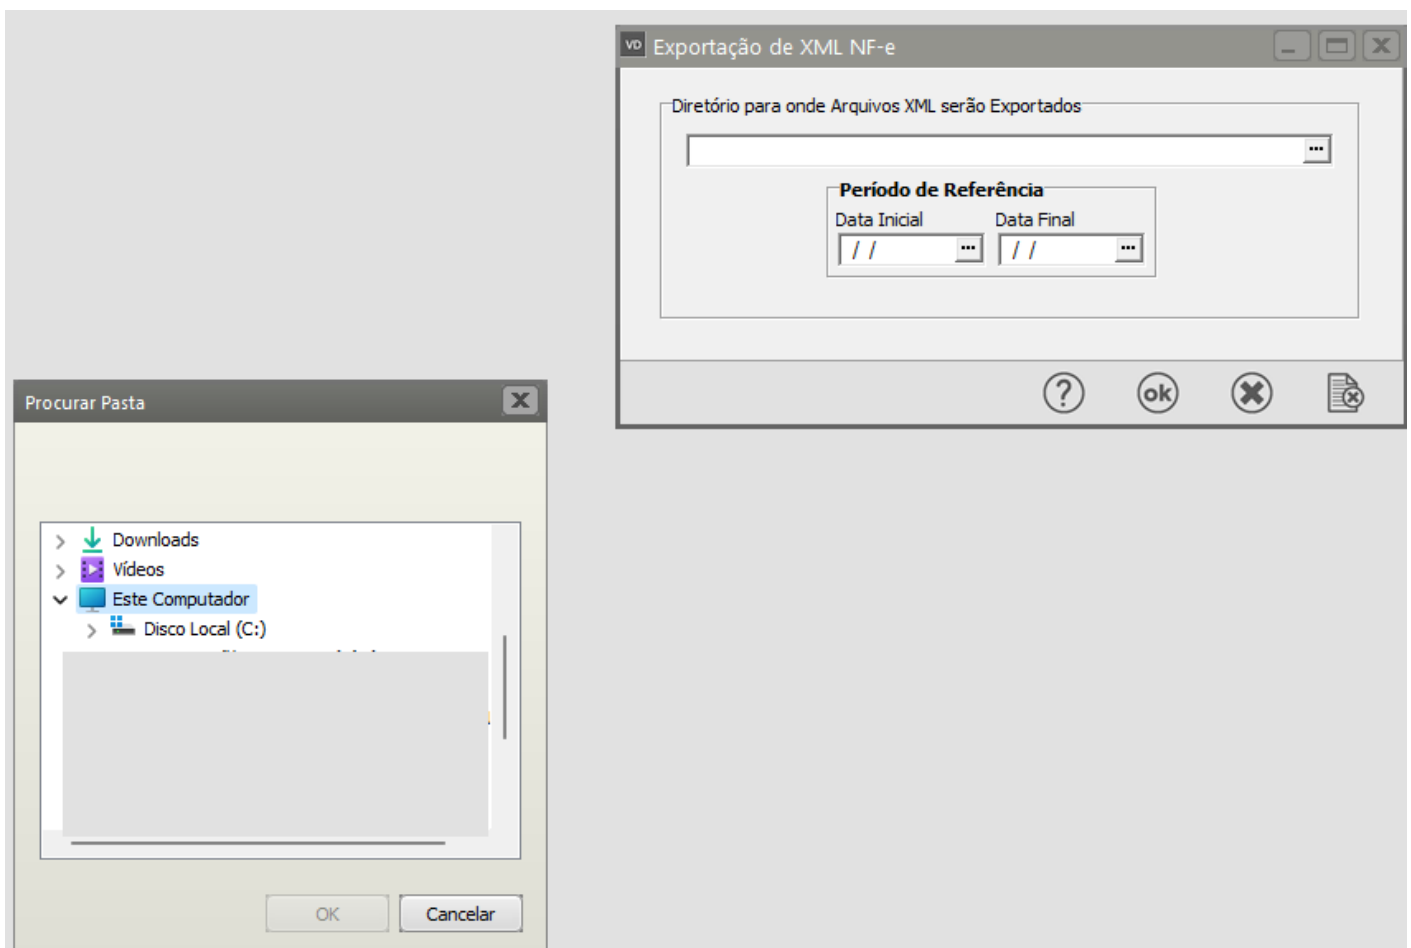 VD Exportação de XML NF-e
Diretório para onde Arquivos XML serão Exportados
...
Período de Referência
Data Inicial Data Final
/ / ... / / ...
? ok
Procurar Pasta
Downloads
Vídeos
Este Computador
Disco Local (C:)
OK Cancelar